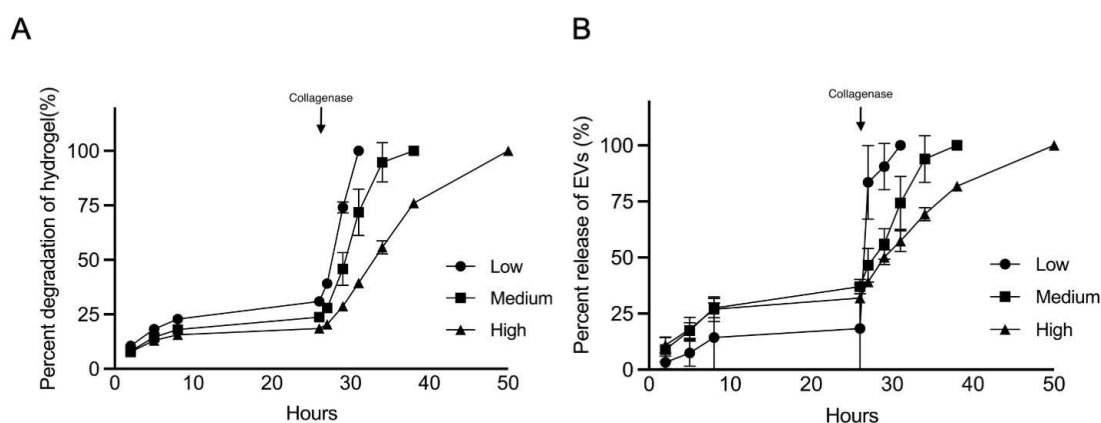 A
Percent degradation of hydrogel(%)
Collagenase
100
75
50
25
0
0 10 20 30 40 50
Hours
Low
Medium
High
B
Percent release of EVs (%)
Collagenase
100
75
50
25
0
0 10 20 30 40 50
Hours
Low
Medium
High